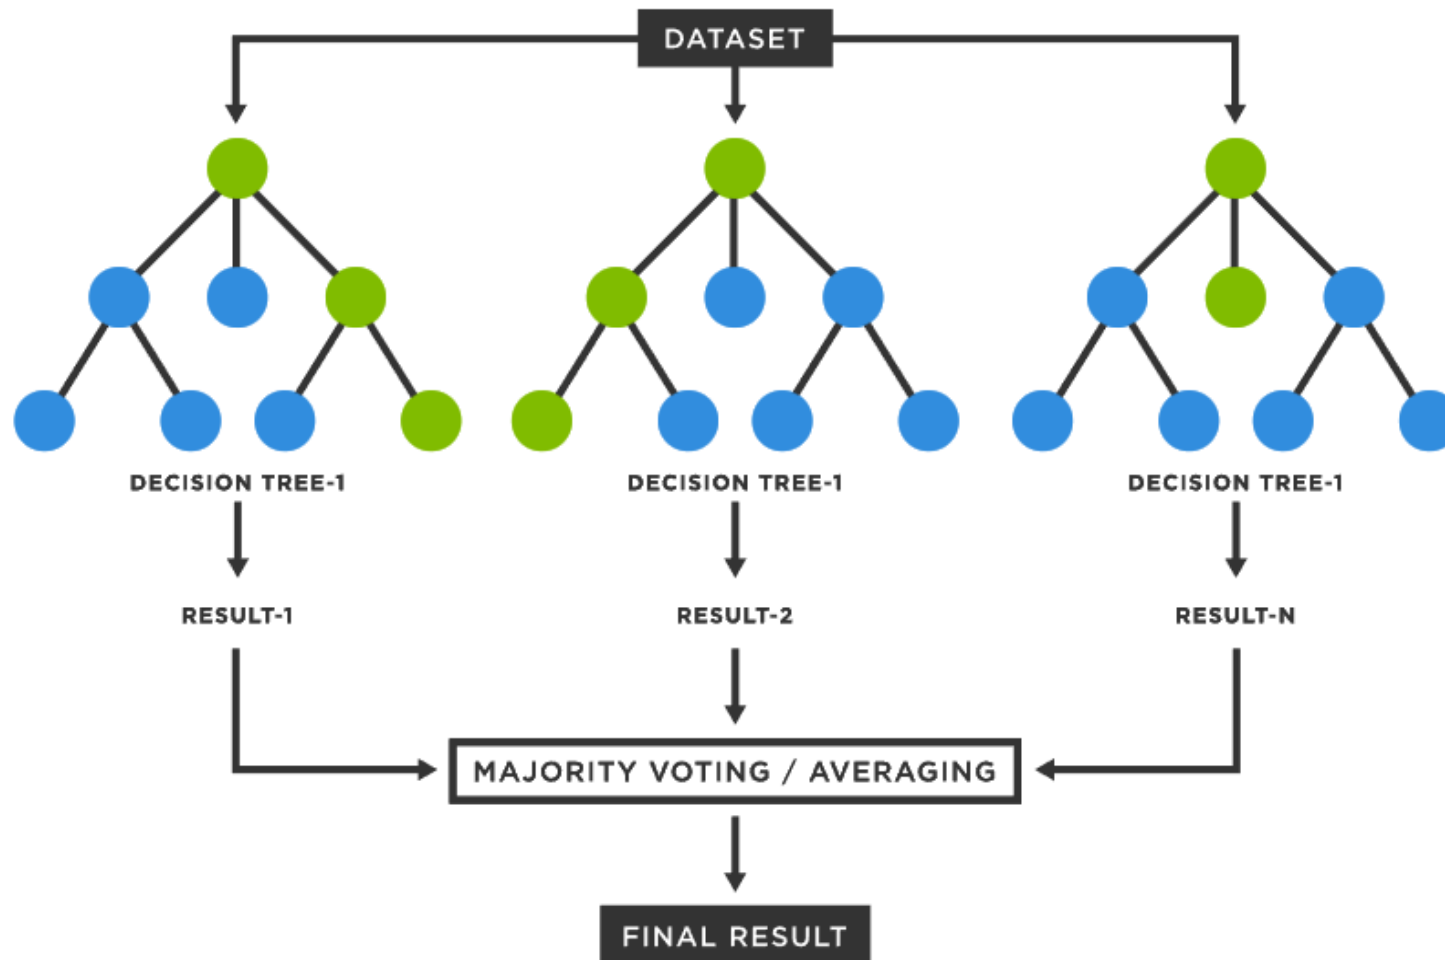 DATASET
DECISION TREE-1
DECISION TREE-1
DECISION TREE-1
RESULT-1
RESULT-2
RESULT-N
MAJORITY VOTING / AVERAGING
FINAL RESULT